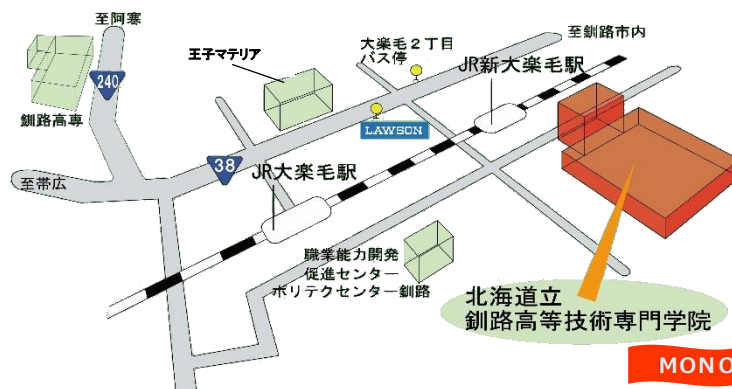 至阿寒
240
釧路高専
王子マテリア
大楽毛２丁目
バス停
至釧路市内
JR新大楽毛駅
LAWSON
38
JR大楽毛駅
至帯広
職業能力開発
促進センター
ポリテクセンター釧路
北海道立
釧路高等技術専門学院
MONO